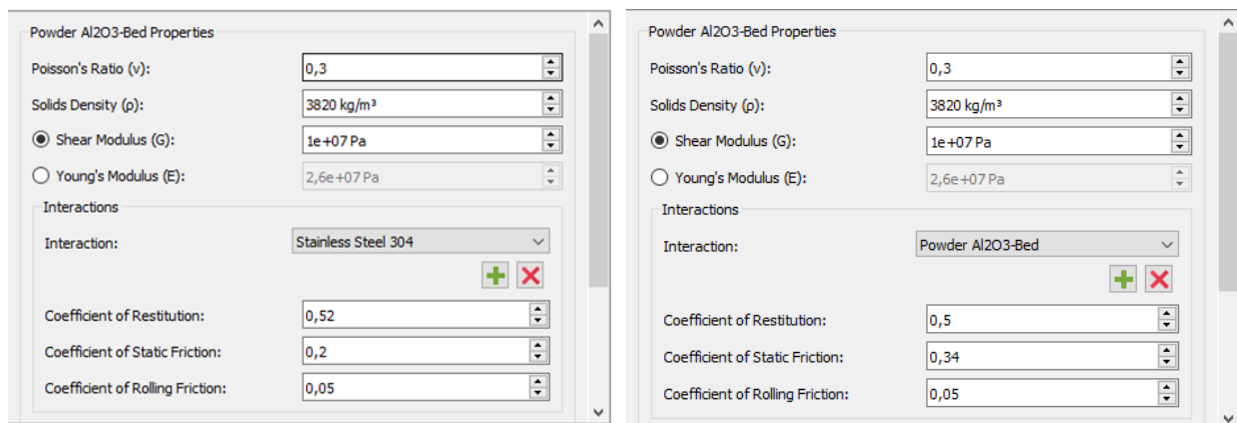 Powder Al2O3-Bed Properties
Poisson's Ratio (ν): 0,3
Solids Density (ρ): 3820 kg/m³
Shear Modulus (G): 1e+07 Pa
Young's Modulus (E): 2,6e+07 Pa
Interactions
Interaction: Stainless Steel 304
Coefficient of Restitution: 0,52
Coefficient of Static Friction: 0,2
Coefficient of Rolling Friction: 0,05
Powder Al2O3-Bed Properties
Poisson's Ratio (ν): 0,3
Solids Density (ρ): 3820 kg/m³
Shear Modulus (G): 1e+07 Pa
Young's Modulus (E): 2,6e+07 Pa
Interactions
Interaction: Powder Al2O3-Bed
Coefficient of Restitution: 0,5
Coefficient of Static Friction: 0,34
Coefficient of Rolling Friction: 0,05